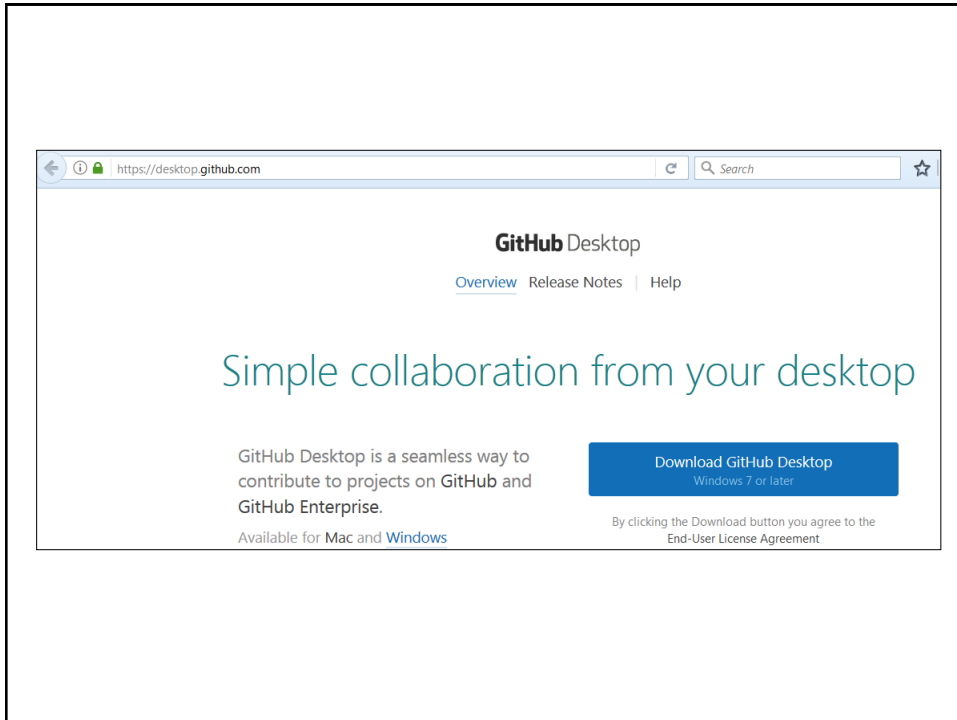 https://desktop.github.com
Search
GitHub Desktop
Overview Release Notes Help
Simple collaboration from your desktop
GitHub Desktop is a seamless way to
contribute to projects on GitHub and
GitHub Enterprise.
Available for Mac and Windows
Download GitHub Desktop
Windows 7 or later
By clicking the Download button you agree to the
End-User License Agreement